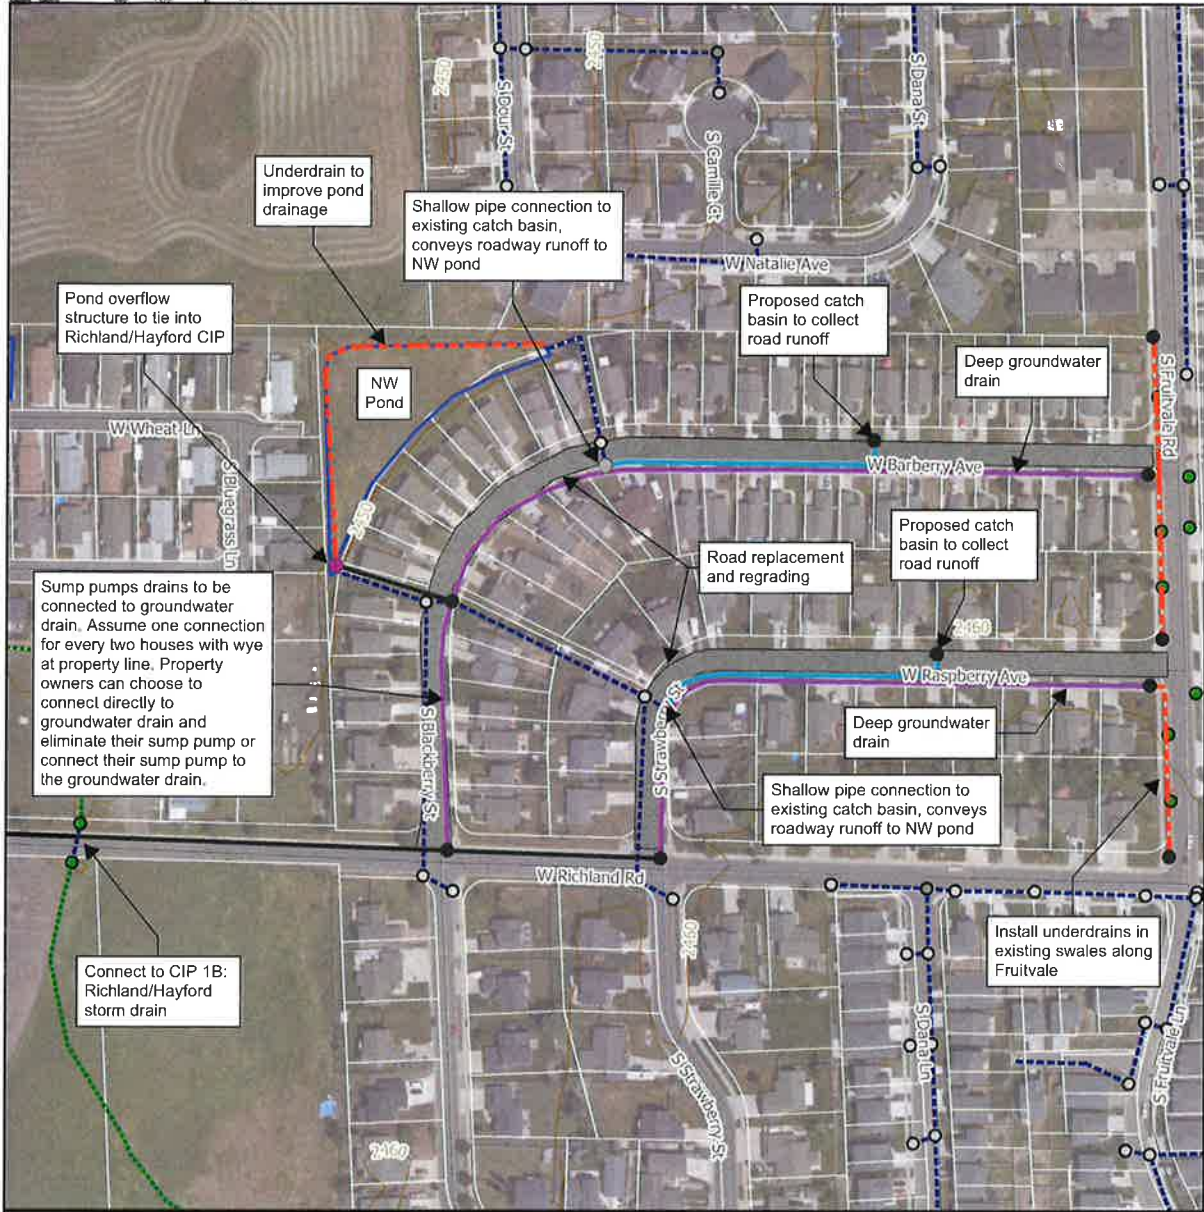 2450
S Dour St
2450
S Camille Ct
S Dana St
Underdrain to
improve pond
drainage
Shallow pipe connection to
existing catch basin,
conveys roadway runoff to
NW pond
W Natalie Ave
Pond overflow
structure to tie into
Richland/Hayford CIP
Proposed catch
basin to collect
road runoff
Deep groundwater
drain
S Fruitvale Rd
NW
Pond
W Wheat Ln
S Bluegrass Ln
2450
W Barberry Ave
Proposed catch
basin to collect
road runoff
Road replacement
and regrading
Sump pumps drains to be
connected to groundwater
drain. Assume one connection
for every two houses with wye
at property line. Property
owners can choose to
connect directly to
groundwater drain and
eliminate their sump pump or
connect their sump pump to
the groundwater drain.
2460
W Raspberry Ave
S Blackberry St
S Strawberry St
Deep groundwater
drain
Shallow pipe connection to
existing catch basin, conveys
roadway runoff to NW pond
W Richland Rd
Connect to CIP 1B:
Richland/Hayford
storm drain
2460
Install underdrains in
existing swales along
Fruitvale
S Dana Ln
S Fruitvale Ln
S Strawberry St
2460